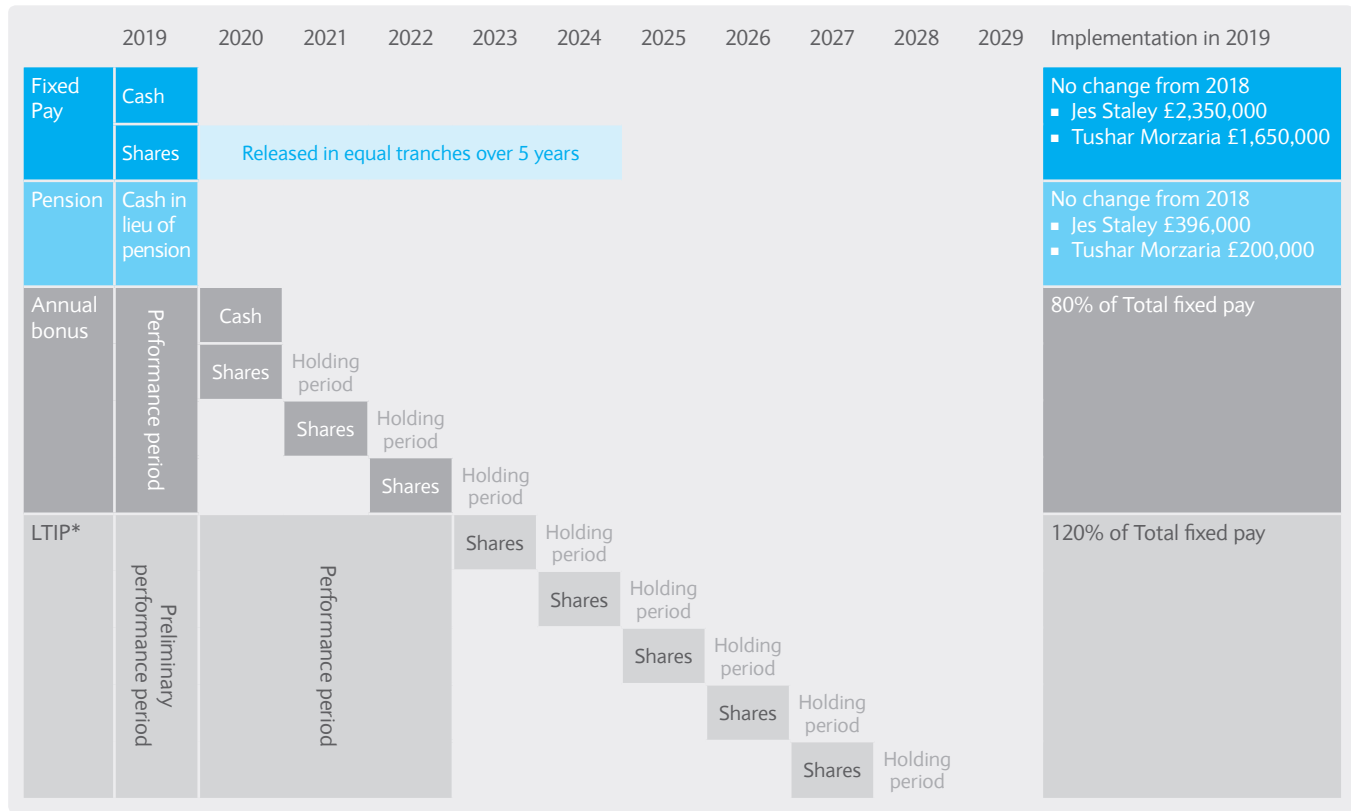 2019 2020 2021 2022 2023 2024 2025 2026 2027 2028 2029 Implementation in 2019
Fixed
Pay
Cash
Shares
Released in equal tranches over 5 years
No change from 2018
▪ Jes Staley £2,350,000
▪ Tushar Morzaria £1,650,000
Pension
Cash in
lieu of
pension
No change from 2018
▪ Jes Staley £396,000
▪ Tushar Morzaria £200,000
Annual
bonus
Performance period
Cash
Shares
Holding
period
Shares
Holding
period
Shares
Holding
period
80% of Total fixed pay
LTIP*
Preliminary
performance period
Performance period
Shares
Holding
period
Shares
Holding
period
Shares
Holding
period
Shares
Holding
period
Shares
Holding
period
120% of Total fixed pay